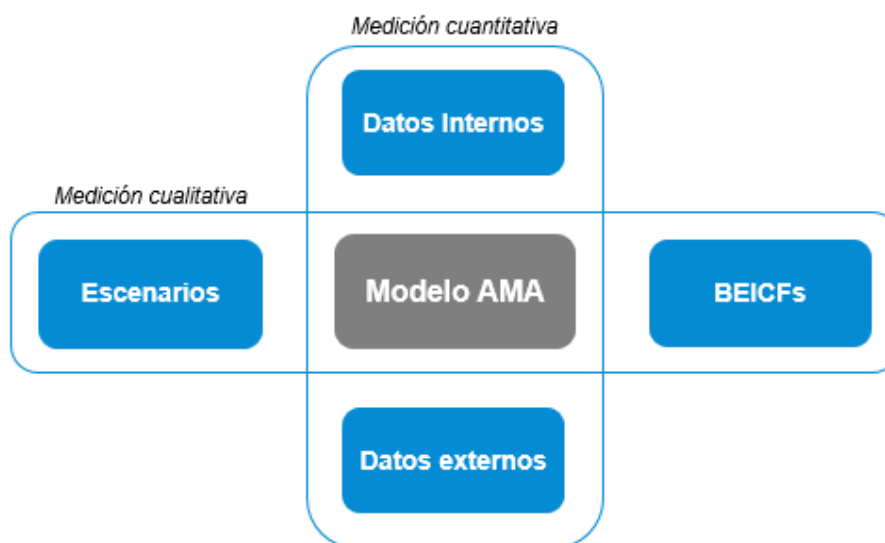 Medición cuantitativa
Datos Internos
Medición cualitativa
Escenarios
Modelo AMA
BEICFs
Datos externos